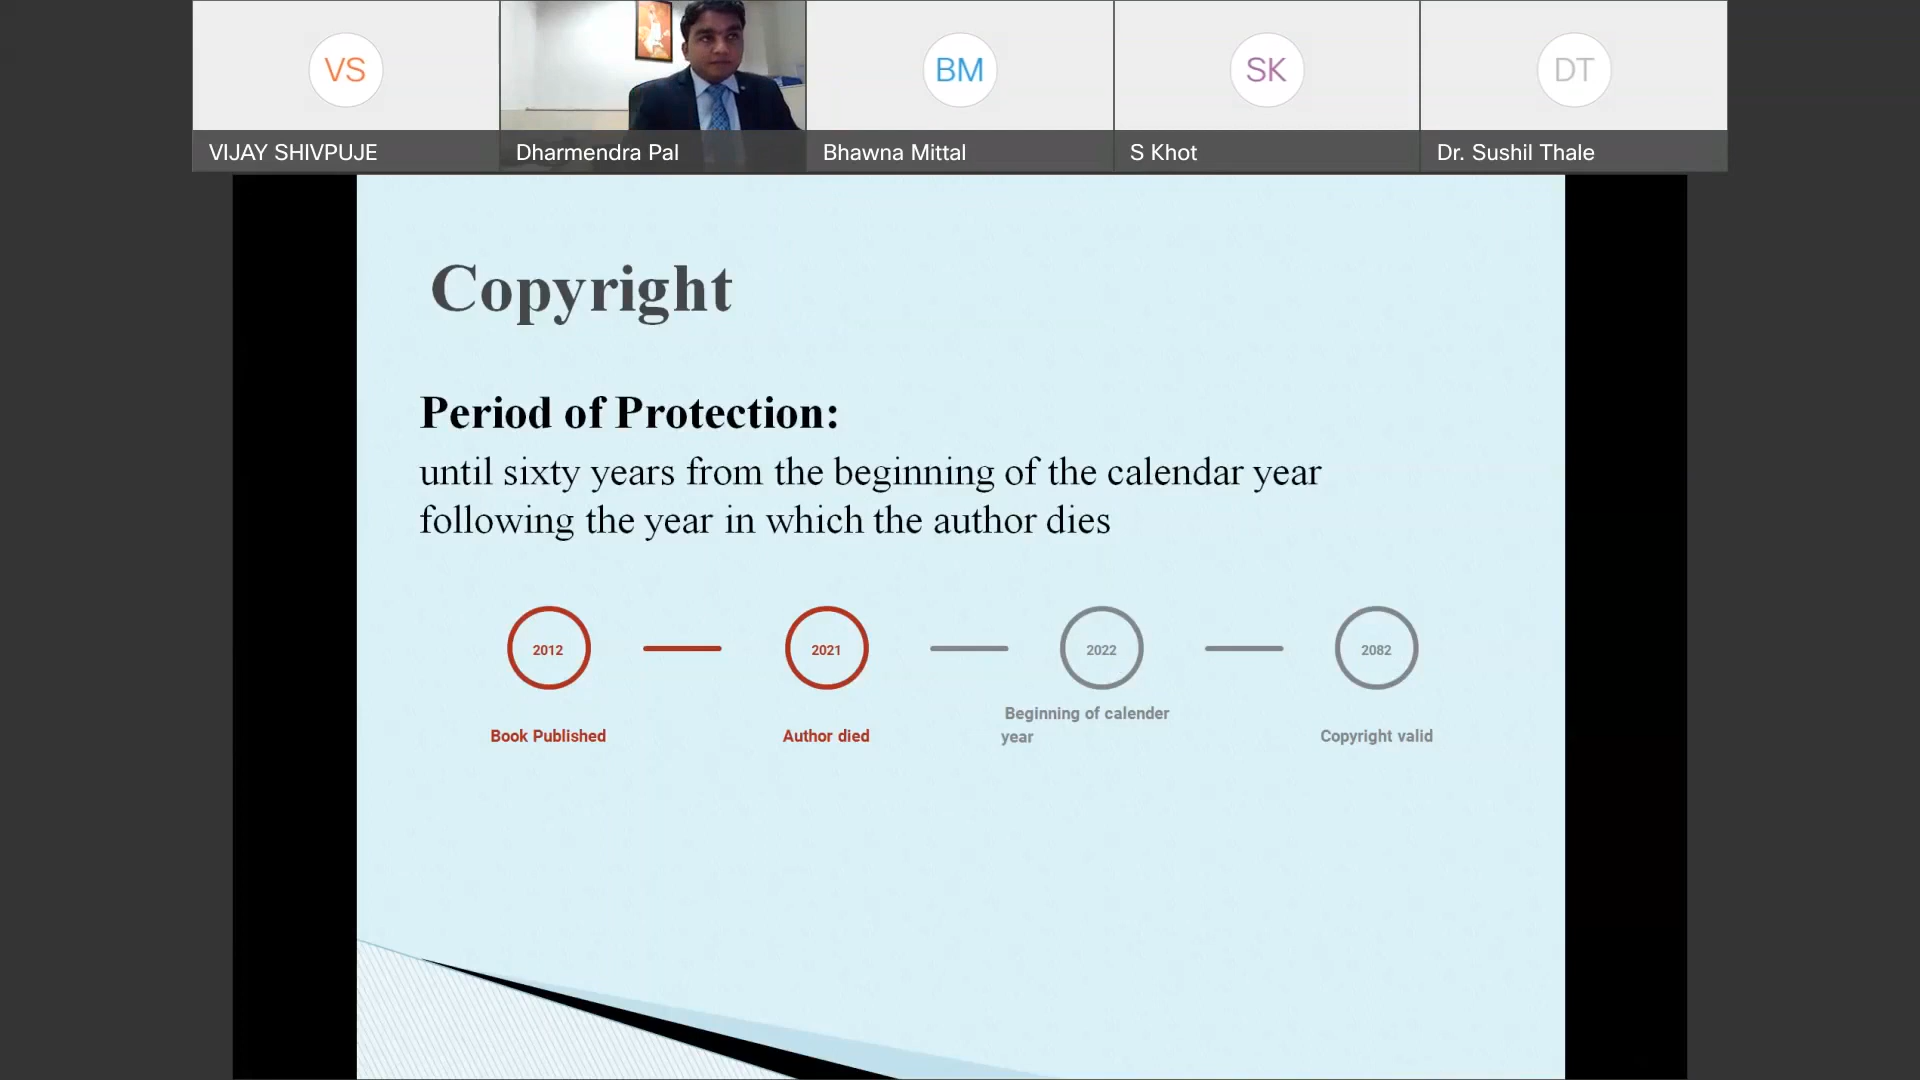 VS
BM
SK
DT
VIJAY SHIVPUJE
Dharmendra Pal
Bhawna Mittal
S Khot
Dr. Sushil Thale
Copyright
Period of Protection:
until sixty years from the beginning of the calendar year
following the year in which the author dies
2012
2021
2022
2082
Book Published
Author died
Beginning of calender
year
Copyright valid